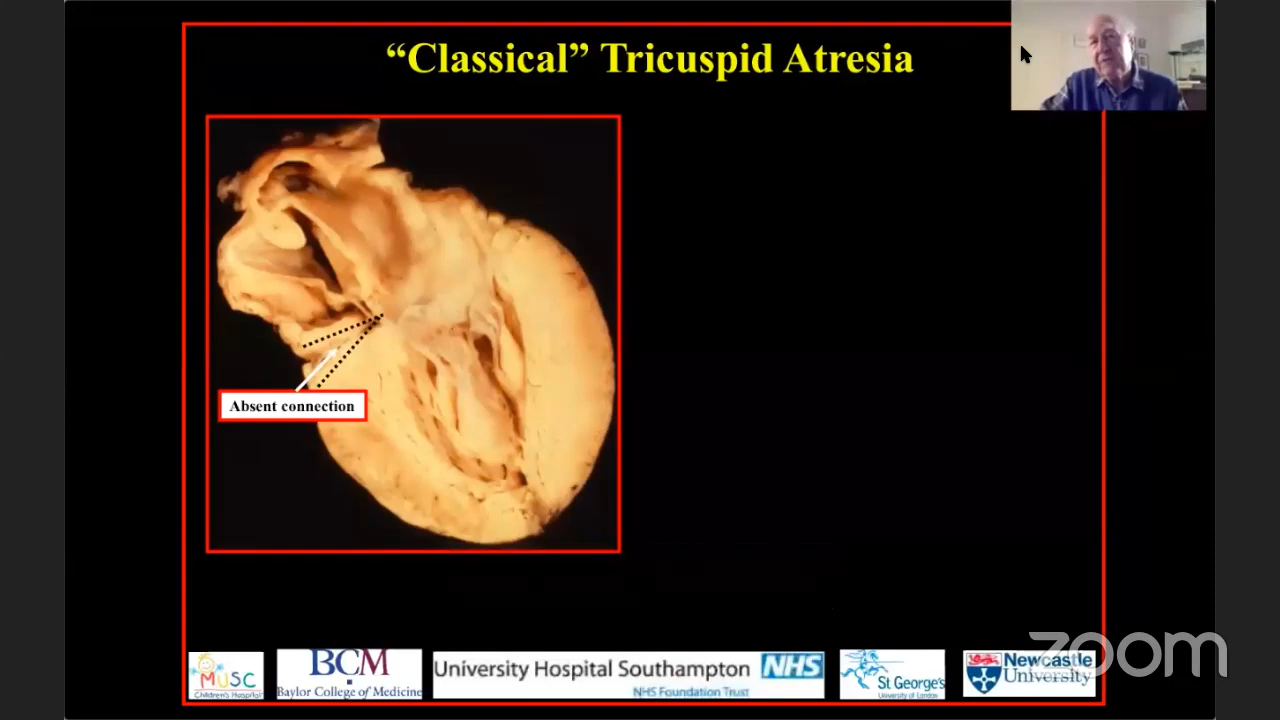 “Classical” Tricuspid Atresia
Absent connection
MUSC
Children's Hospital
BCM
Baylor College of Medicine
University Hospital Southampton NHS
NHS Foundation Trust
St George's
University of London
Newcastle
University
zoom